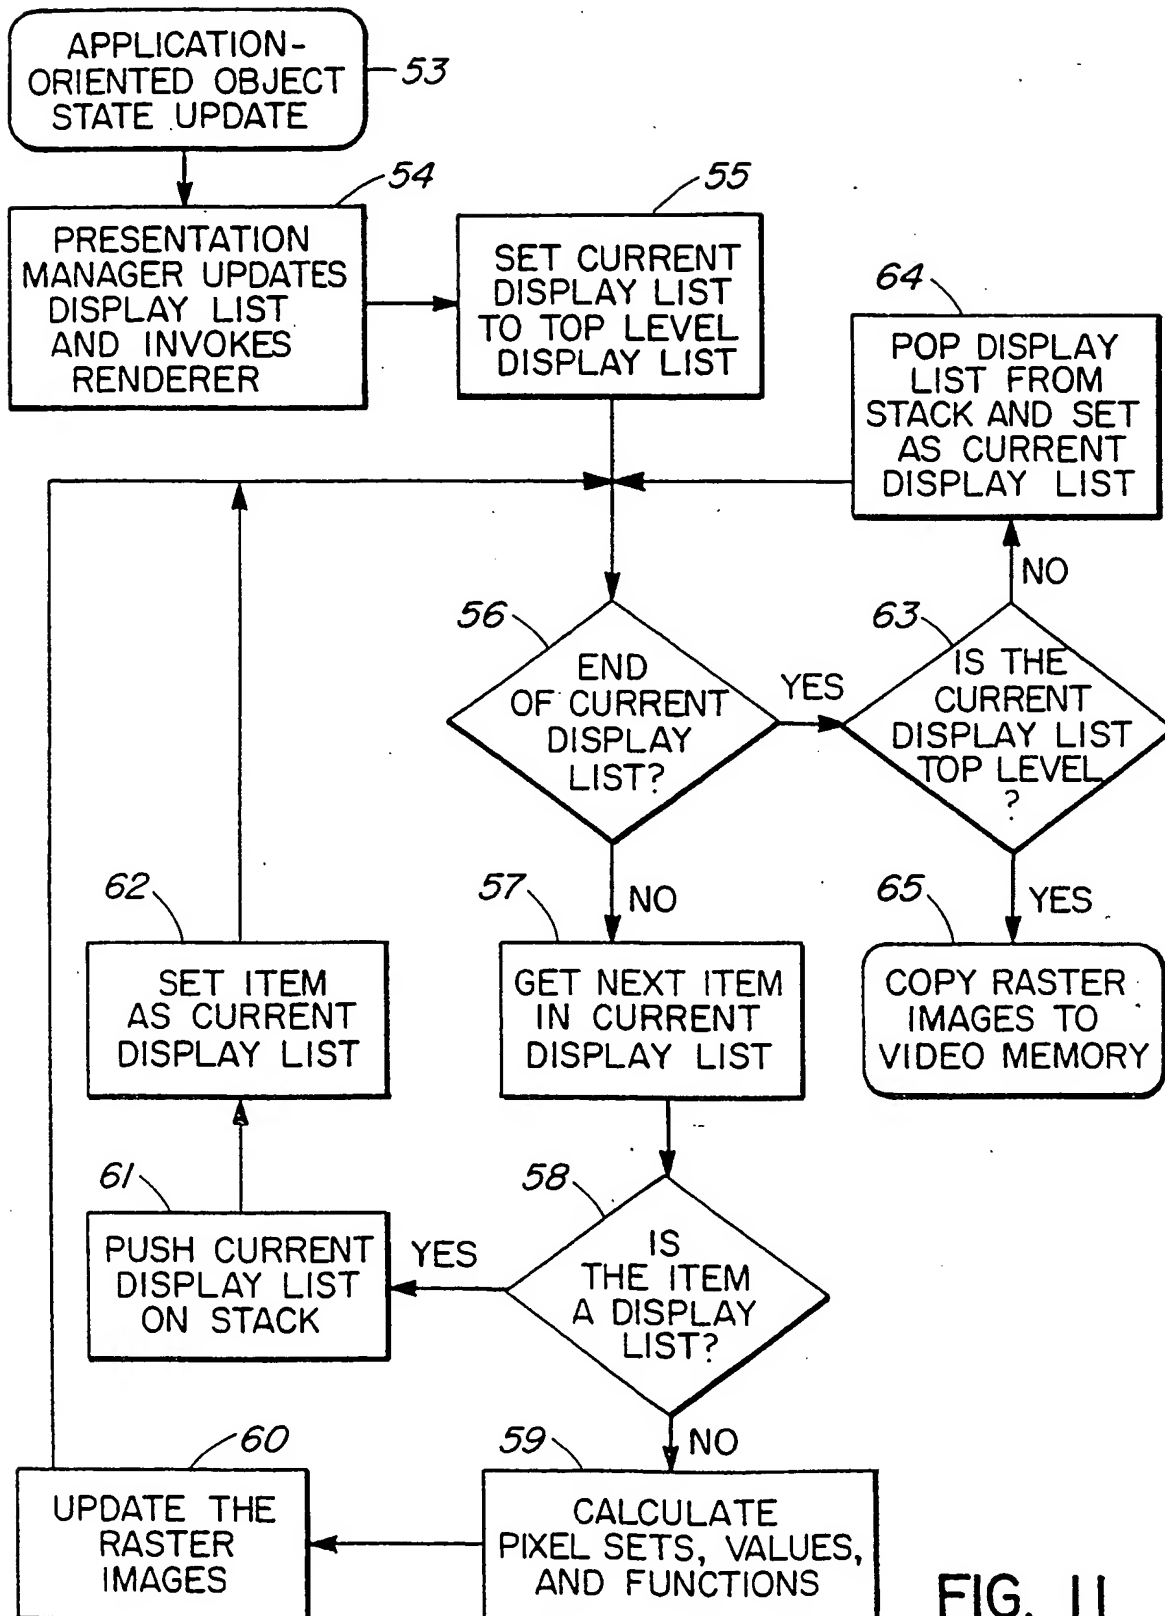 APPLICATION-
ORIENTED OBJECT
STATE UPDATE
53
54
PRESENTATION
MANAGER UPDATES
DISPLAY LIST
AND INVOKES
RENDERER
55
SET CURRENT
DISPLAY LIST
TO TOP LEVEL
DISPLAY LIST
64
POP DISPLAY
LIST FROM
STACK AND SET
AS CURRENT
DISPLAY LIST
NO
56
END
OF CURRENT
DISPLAY
LIST?
YES
63
IS THE
CURRENT
DISPLAY LIST
TOP LEVEL
?
YES
65
COPY RASTER
IMAGES TO
VIDEO MEMORY
NO
57
GET NEXT ITEM
IN CURRENT
DISPLAY LIST
62
SET ITEM
AS CURRENT
DISPLAY LIST
58
IS
THE ITEM
A DISPLAY
LIST?
YES
61
PUSH CURRENT
DISPLAY LIST
ON STACK
NO
59
CALCULATE
PIXEL SETS, VALUES,
AND FUNCTIONS
60
UPDATE THE
RASTER
IMAGES
FIG. 11